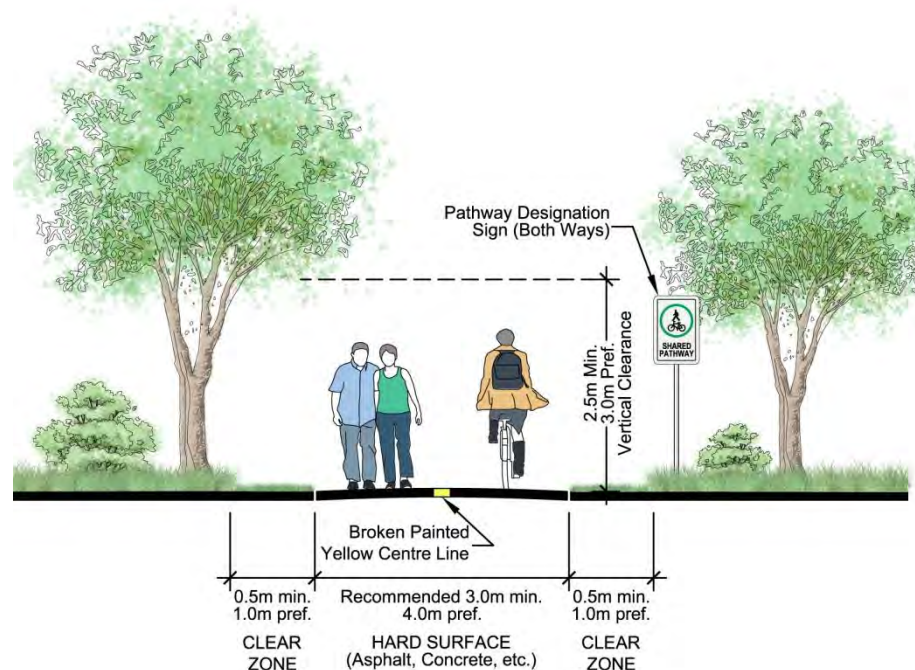 Pathway Designation
Sign (Both Ways)
SHARED
PATHWAY
2.5m Min.
3.0m Pref.
Vertical Clearance
Broken Painted
Yellow Centre Line
0.5m min.
1.0m pref.
CLEAR
ZONE
Recommended 3.0m min.
4.0m pref.
HARD SURFACE
(Asphalt, Concrete, etc.)
0.5m min.
1.0m pref.
CLEAR
ZONE